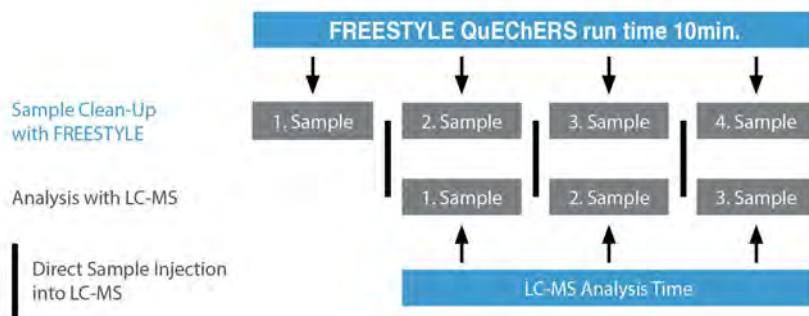 FREESTYLE QuEChERS run time 10min.
Sample Clean-Up
with FREESTYLE
1. Sample
2. Sample
3. Sample
4. Sample
Analysis with LC-MS
1. Sample
2. Sample
3. Sample
Direct Sample Injection
into LC-MS
LC-MS Analysis Time